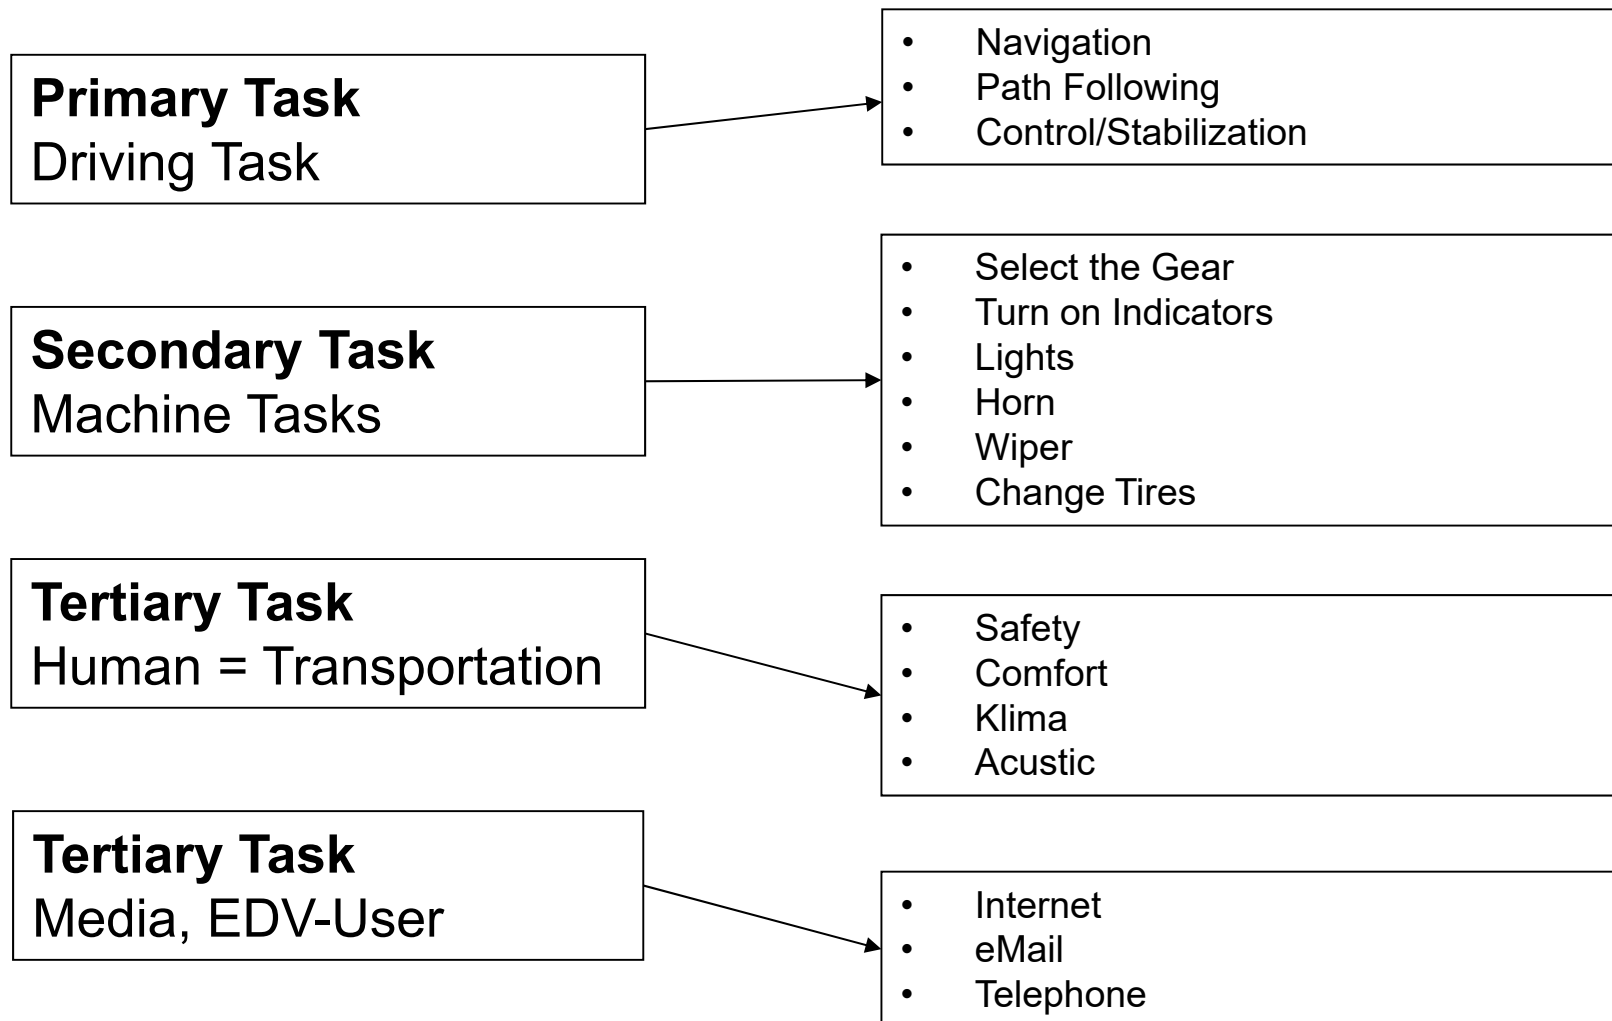 Primary Task
Driving Task
• Navigation
• Path Following
• Control/Stabilization
Secondary Task
Machine Tasks
• Select the Gear
• Turn on Indicators
• Lights
• Horn
• Wiper
• Change Tires
Tertiary Task
Human = Transportation
• Safety
• Comfort
• Klima
• Acustic
Tertiary Task
Media, EDV-User
• Internet
• eMail
• Telephone